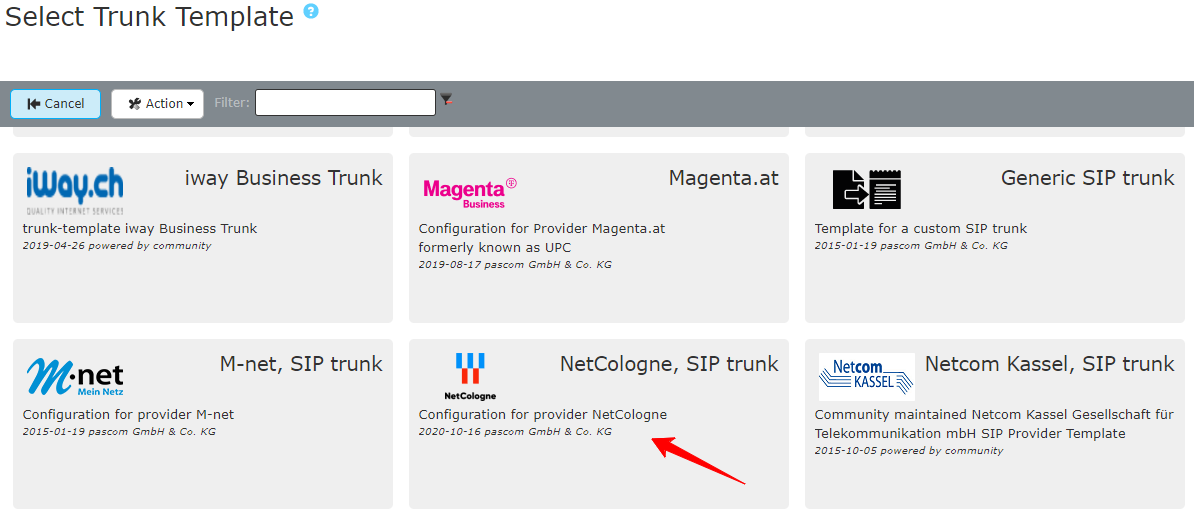 Select Trunk Template ?
Cancel Action Filter:
iway.ch
QUALITY INTERNET SERVICES
iway Business Trunk
trunk-template iway Business Trunk
2019-04-26 powered by community
Magenta®
Business
Magenta.at
Configuration for Provider Magenta.at
formerly known as UPC
2019-08-17 pascom GmbH & Co. KG
Generic SIP trunk
Template for a custom SIP trunk
2015-01-19 pascom GmbH & Co. KG
M·net
Mein Netz
M-net, SIP trunk
Configuration for provider M-net
2015-01-19 pascom GmbH & Co. KG
NetCologne
NetCologne, SIP trunk
Configuration for provider NetCologne
2020-10-16 pascom GmbH & Co. KG
Netcom
KASSEL
Netcom Kassel, SIP trunk
Community maintained Netcom Kassel Gesellschaft für
Telekommunikation mbH SIP Provider Template
2015-10-05 powered by community